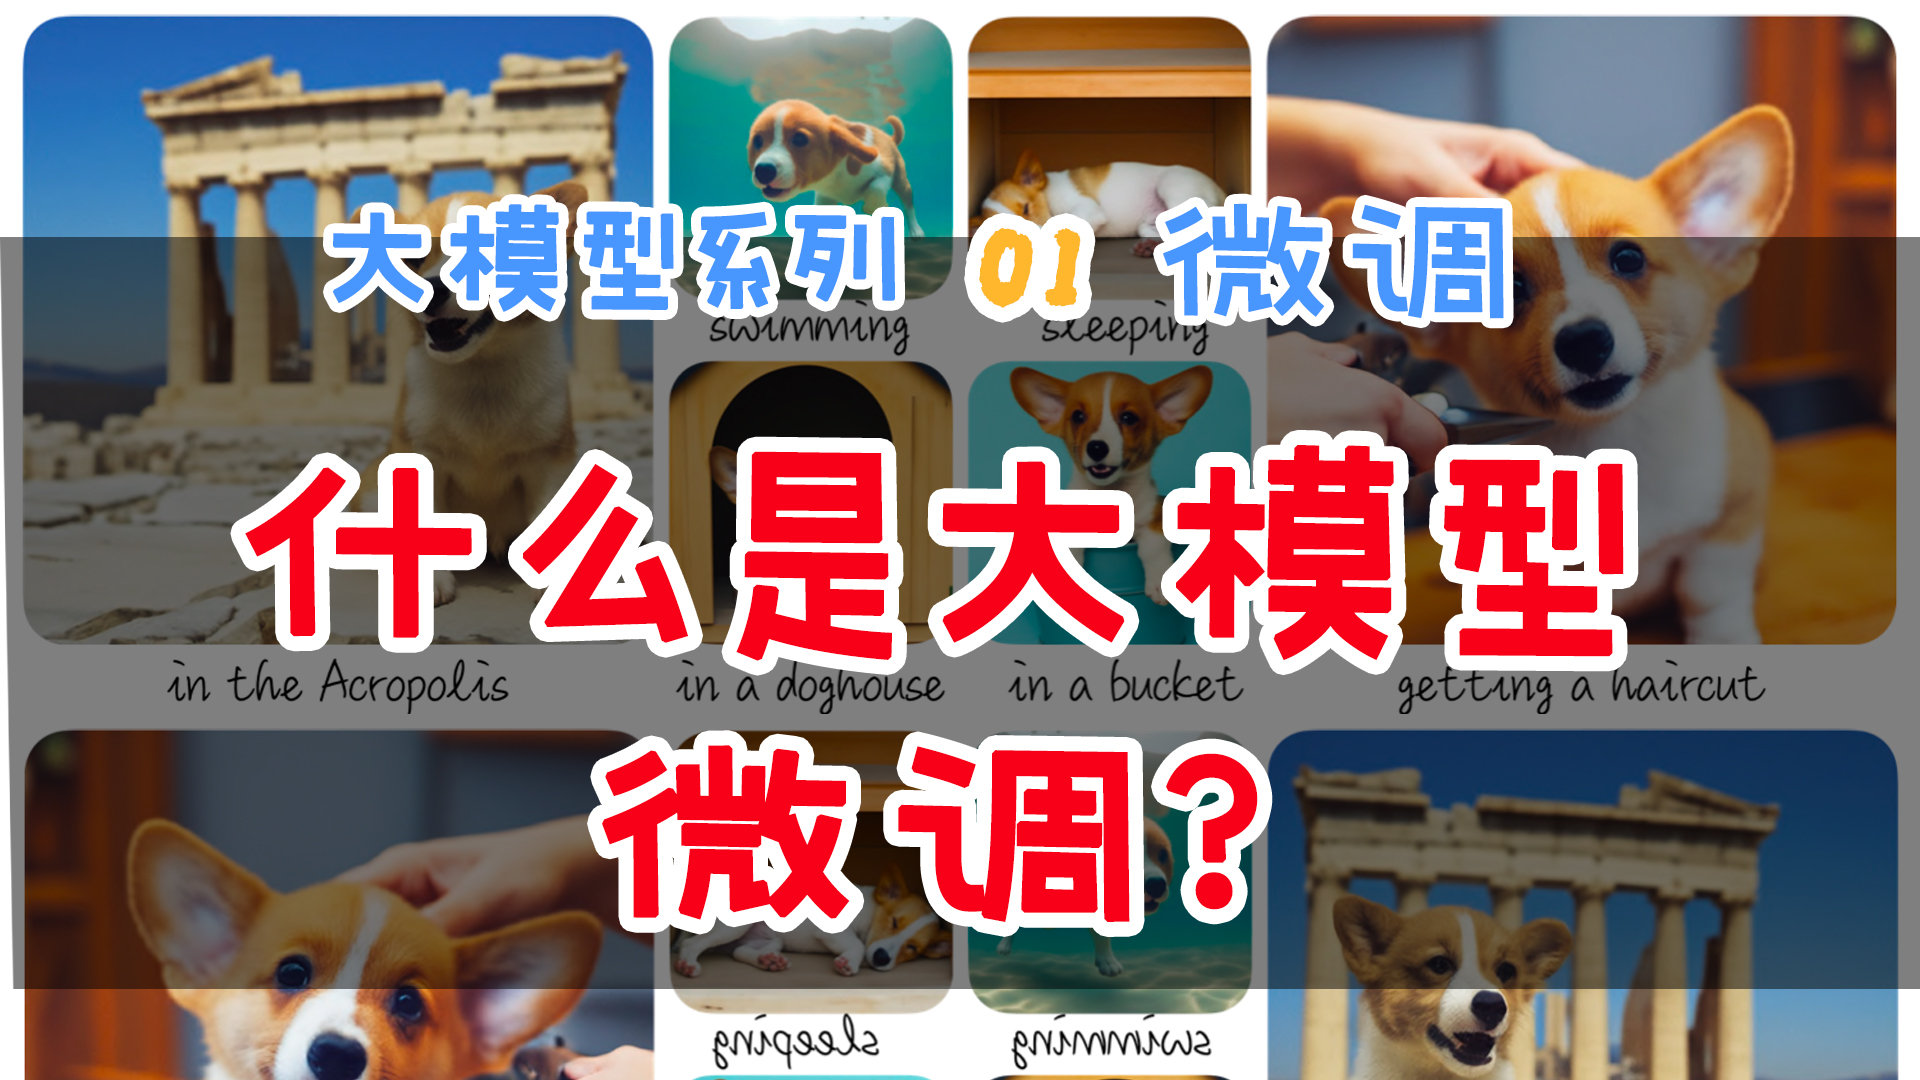 大模型系列 01 微调
swimming
sleeping
什么是大模型
in the Acropolis
in a doghouse
in a bucket
getting a haircut
微调?
sleeping
swimming